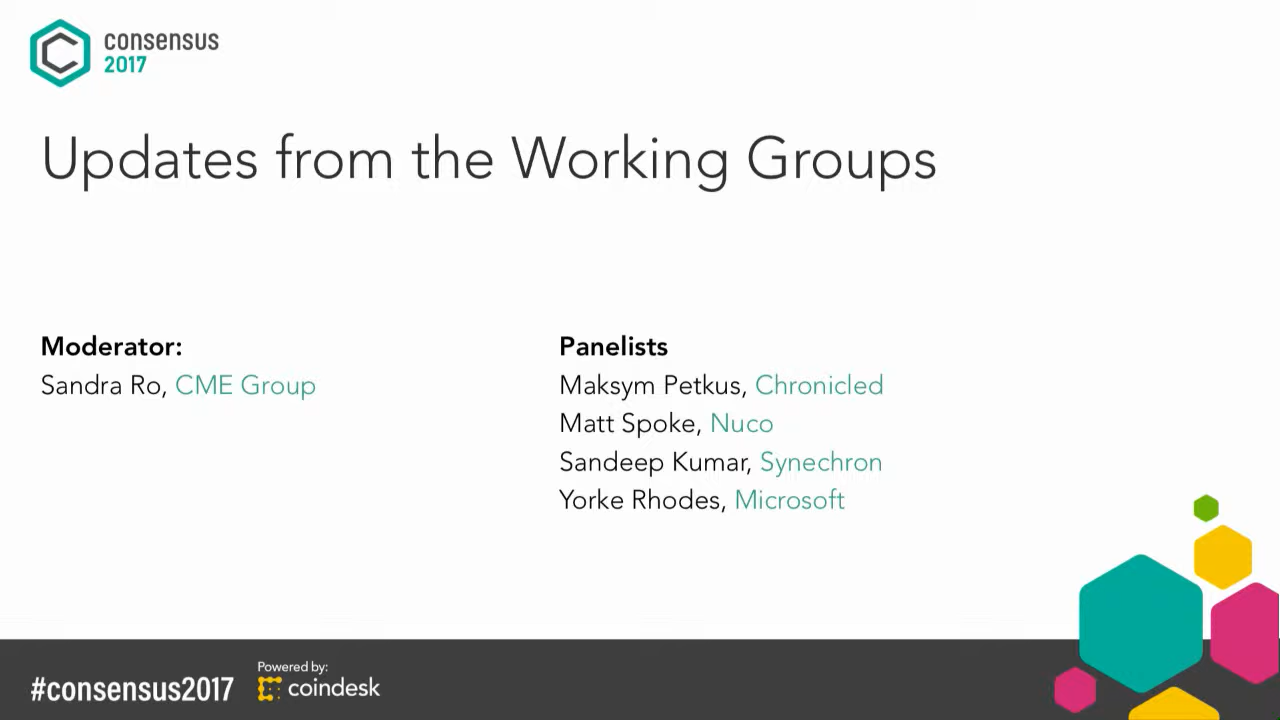 consensus
2017
Updates from the Working Groups
Moderator:
Sandra Ro, CME Group
Panelists
Maksym Petkus, Chronicled
Matt Spoke, Nuco
Sandeep Kumar, Synechron
Yorke Rhodes, Microsoft
#consensus2017
Powered by:
coindesk